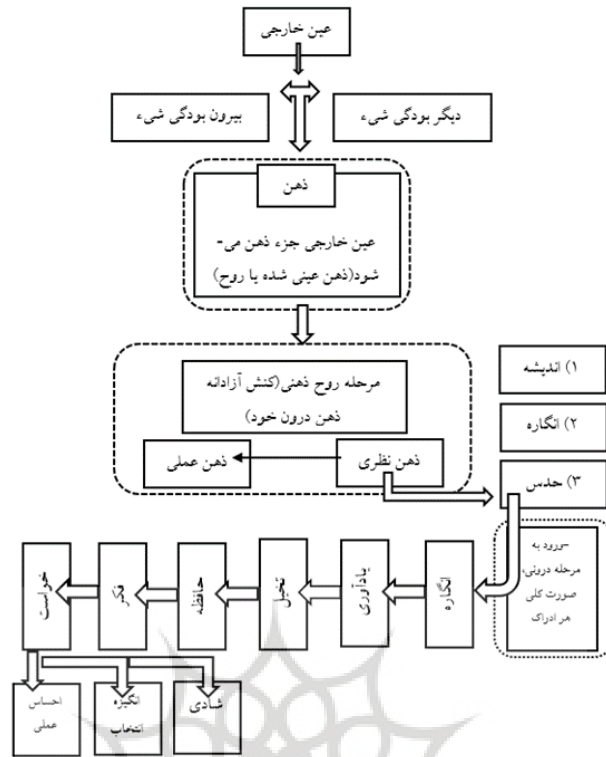 عین خارجی
دیگر بودگی شیء
بیرون بودگی شیء
ذهن
عین خارجی جزء ذهن می-
شود(ذهن عینی شده یا روح)
مرحله روح ذهنی(کنش آزادانه
ذهن درون خود)
ذهن نظری
ذهن عملی
۱) اندیشه
۲) انگاره
۳) حدس
-ورود به
مرحله درونی،
صورت کلی
هر ادراک
انگاره
یادآوری
تخیل
حافظه
فکر
خواست
شادی
انگیزه
انتخاب
احساس
عملی